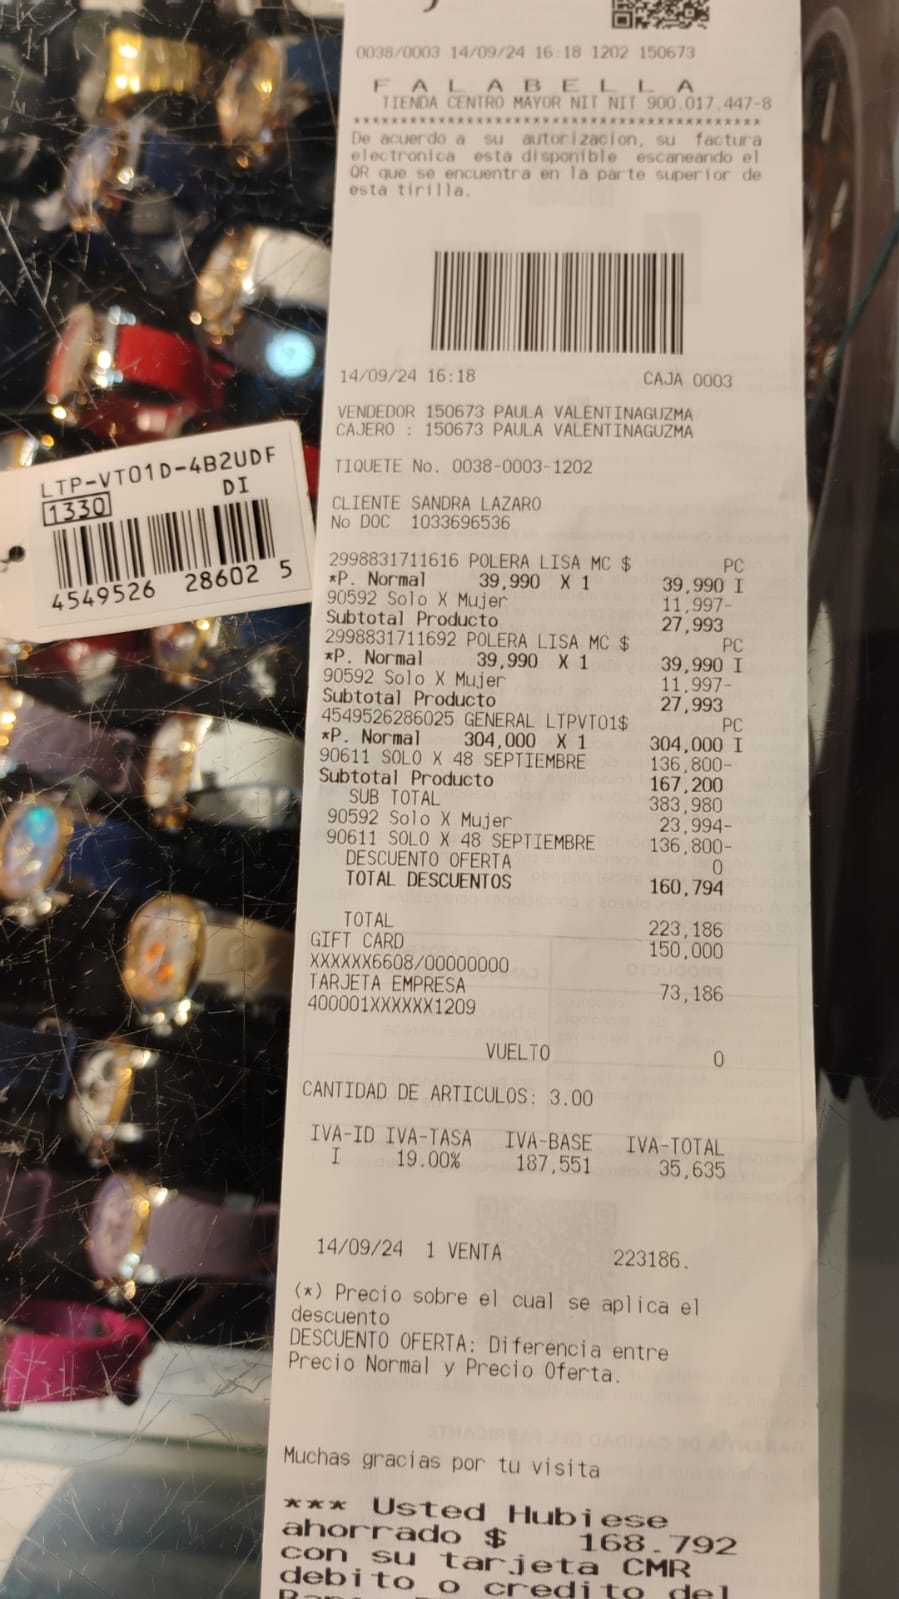 0038/0003 14/09/24 16:18 1202 150673
FALABELLA
TIENDA CENTRO MAYOR NIT NIT 900.017.447-8
******************************************
De acuerdo a su autorizacion, su factura
electronica esta disponible escaneando el
QR que se encuentra en la parte superior de
esta tirilla.
14/09/24 16:18 CAJA 0003
VENDEDOR 150673 PAULA VALENTINAGUZMA
CAJERO : 150673 PAULA VALENTINAGUZMA
TIQUETE No. 0038-0003-1202
CLIENTE SANDRA LAZARO
No DOC 1033696536
2998831711616 POLERA LISA MC $ PC
*P. Normal 39,990 X 1 39,990 I
90592 Solo X Mujer 11,997-
Subtotal Producto 27,993
2998831711692 POLERA LISA MC $ PC
*P. Normal 39,990 X 1 39,990 I
90592 Solo X Mujer 11,997-
Subtotal Producto 27,993
4549526286025 GENERAL LTPVT01$ PC
*P. Normal 304,000 X 1 304,000 I
90611 SOLO X 48 SEPTIEMBRE 136,800-
Subtotal Producto 167,200
SUB TOTAL 383,980
90592 Solo X Mujer 23,994-
90611 SOLO X 48 SEPTIEMBRE 136,800-
DESCUENTO OFERTA 0
TOTAL DESCUENTOS 160,794
TOTAL 223,186
GIFT CARD 150,000
XXXXXX6608/00000000
TARJETA EMPRESA 73,186
400001XXXXXX1209
VUELTO 0
CANTIDAD DE ARTICULOS: 3.00
IVA-ID IVA-TASA IVA-BASE IVA-TOTAL
I 19.00% 187,551 35,635
14/09/24 1 VENTA 223186.
(*) Precio sobre el cual se aplica el
descuento
DESCUENTO OFERTA: Diferencia entre
Precio Normal y Precio Oferta.
Muchas gracias por tu visita
*** Usted Hubiese
ahorrado $ 168.792
con su tarjeta CMR
debito o credito del
LTP-VT01D-4B2UDF
DI
1330
4549526 28602 5